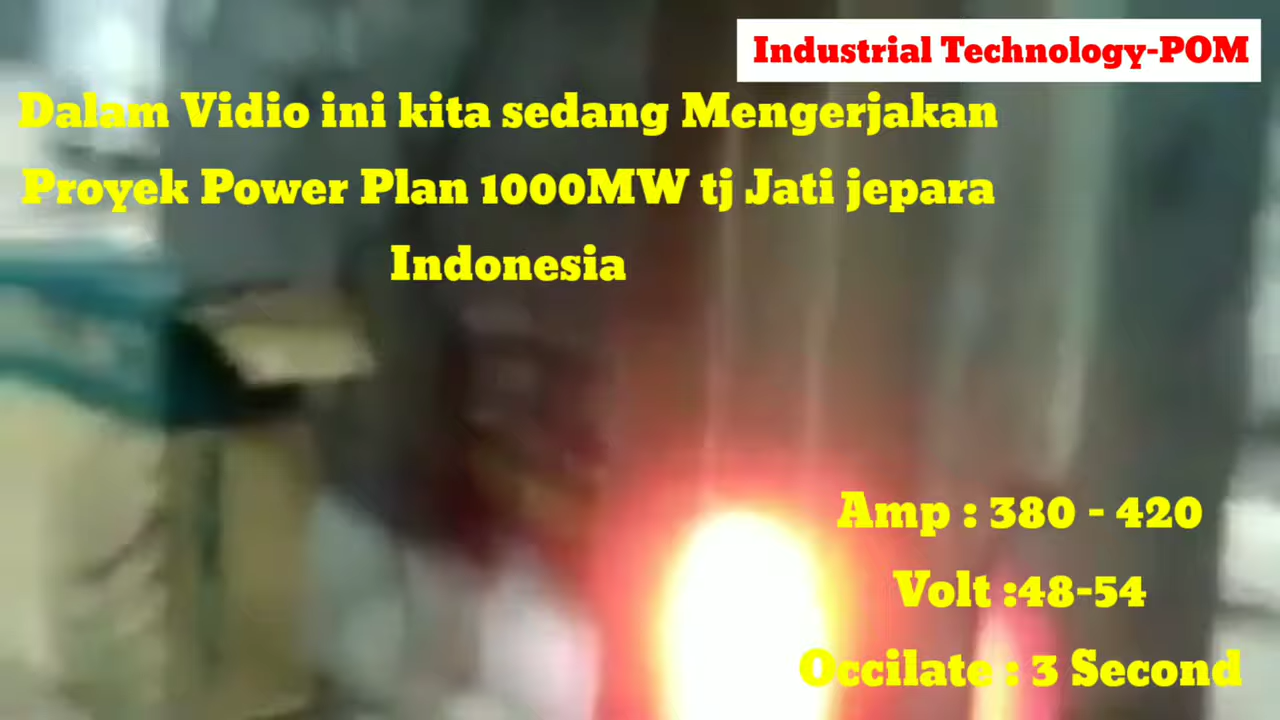 Industrial Technology-POM
Dalam Vidio ini kita sedang Mengerjakan
Proyek Power Plan 1000MW tj Jati jepara
Indonesia
Amp : 380 - 420
Volt :48-54
Occilate : 3 Second